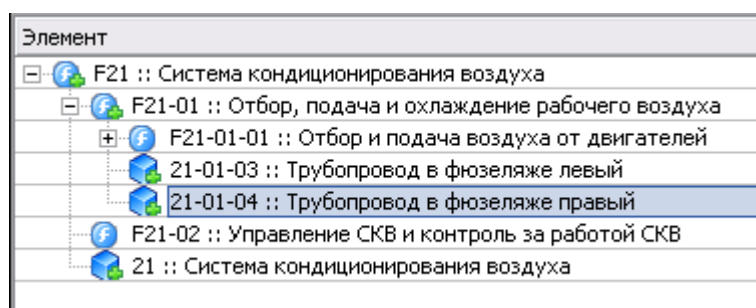 Элемент
F21 :: Система кондиционирования воздуха
F21-01 :: Отбор, подача и охлаждение рабочего воздуха
F21-01-01 :: Отбор и подача воздуха от двигателей
21-01-03 :: Трубопровод в фюзеляже левый
21-01-04 :: Трубопровод в фюзеляже правый
F21-02 :: Управление СКВ и контроль за работой СКВ
21 :: Система кондиционирования воздуха